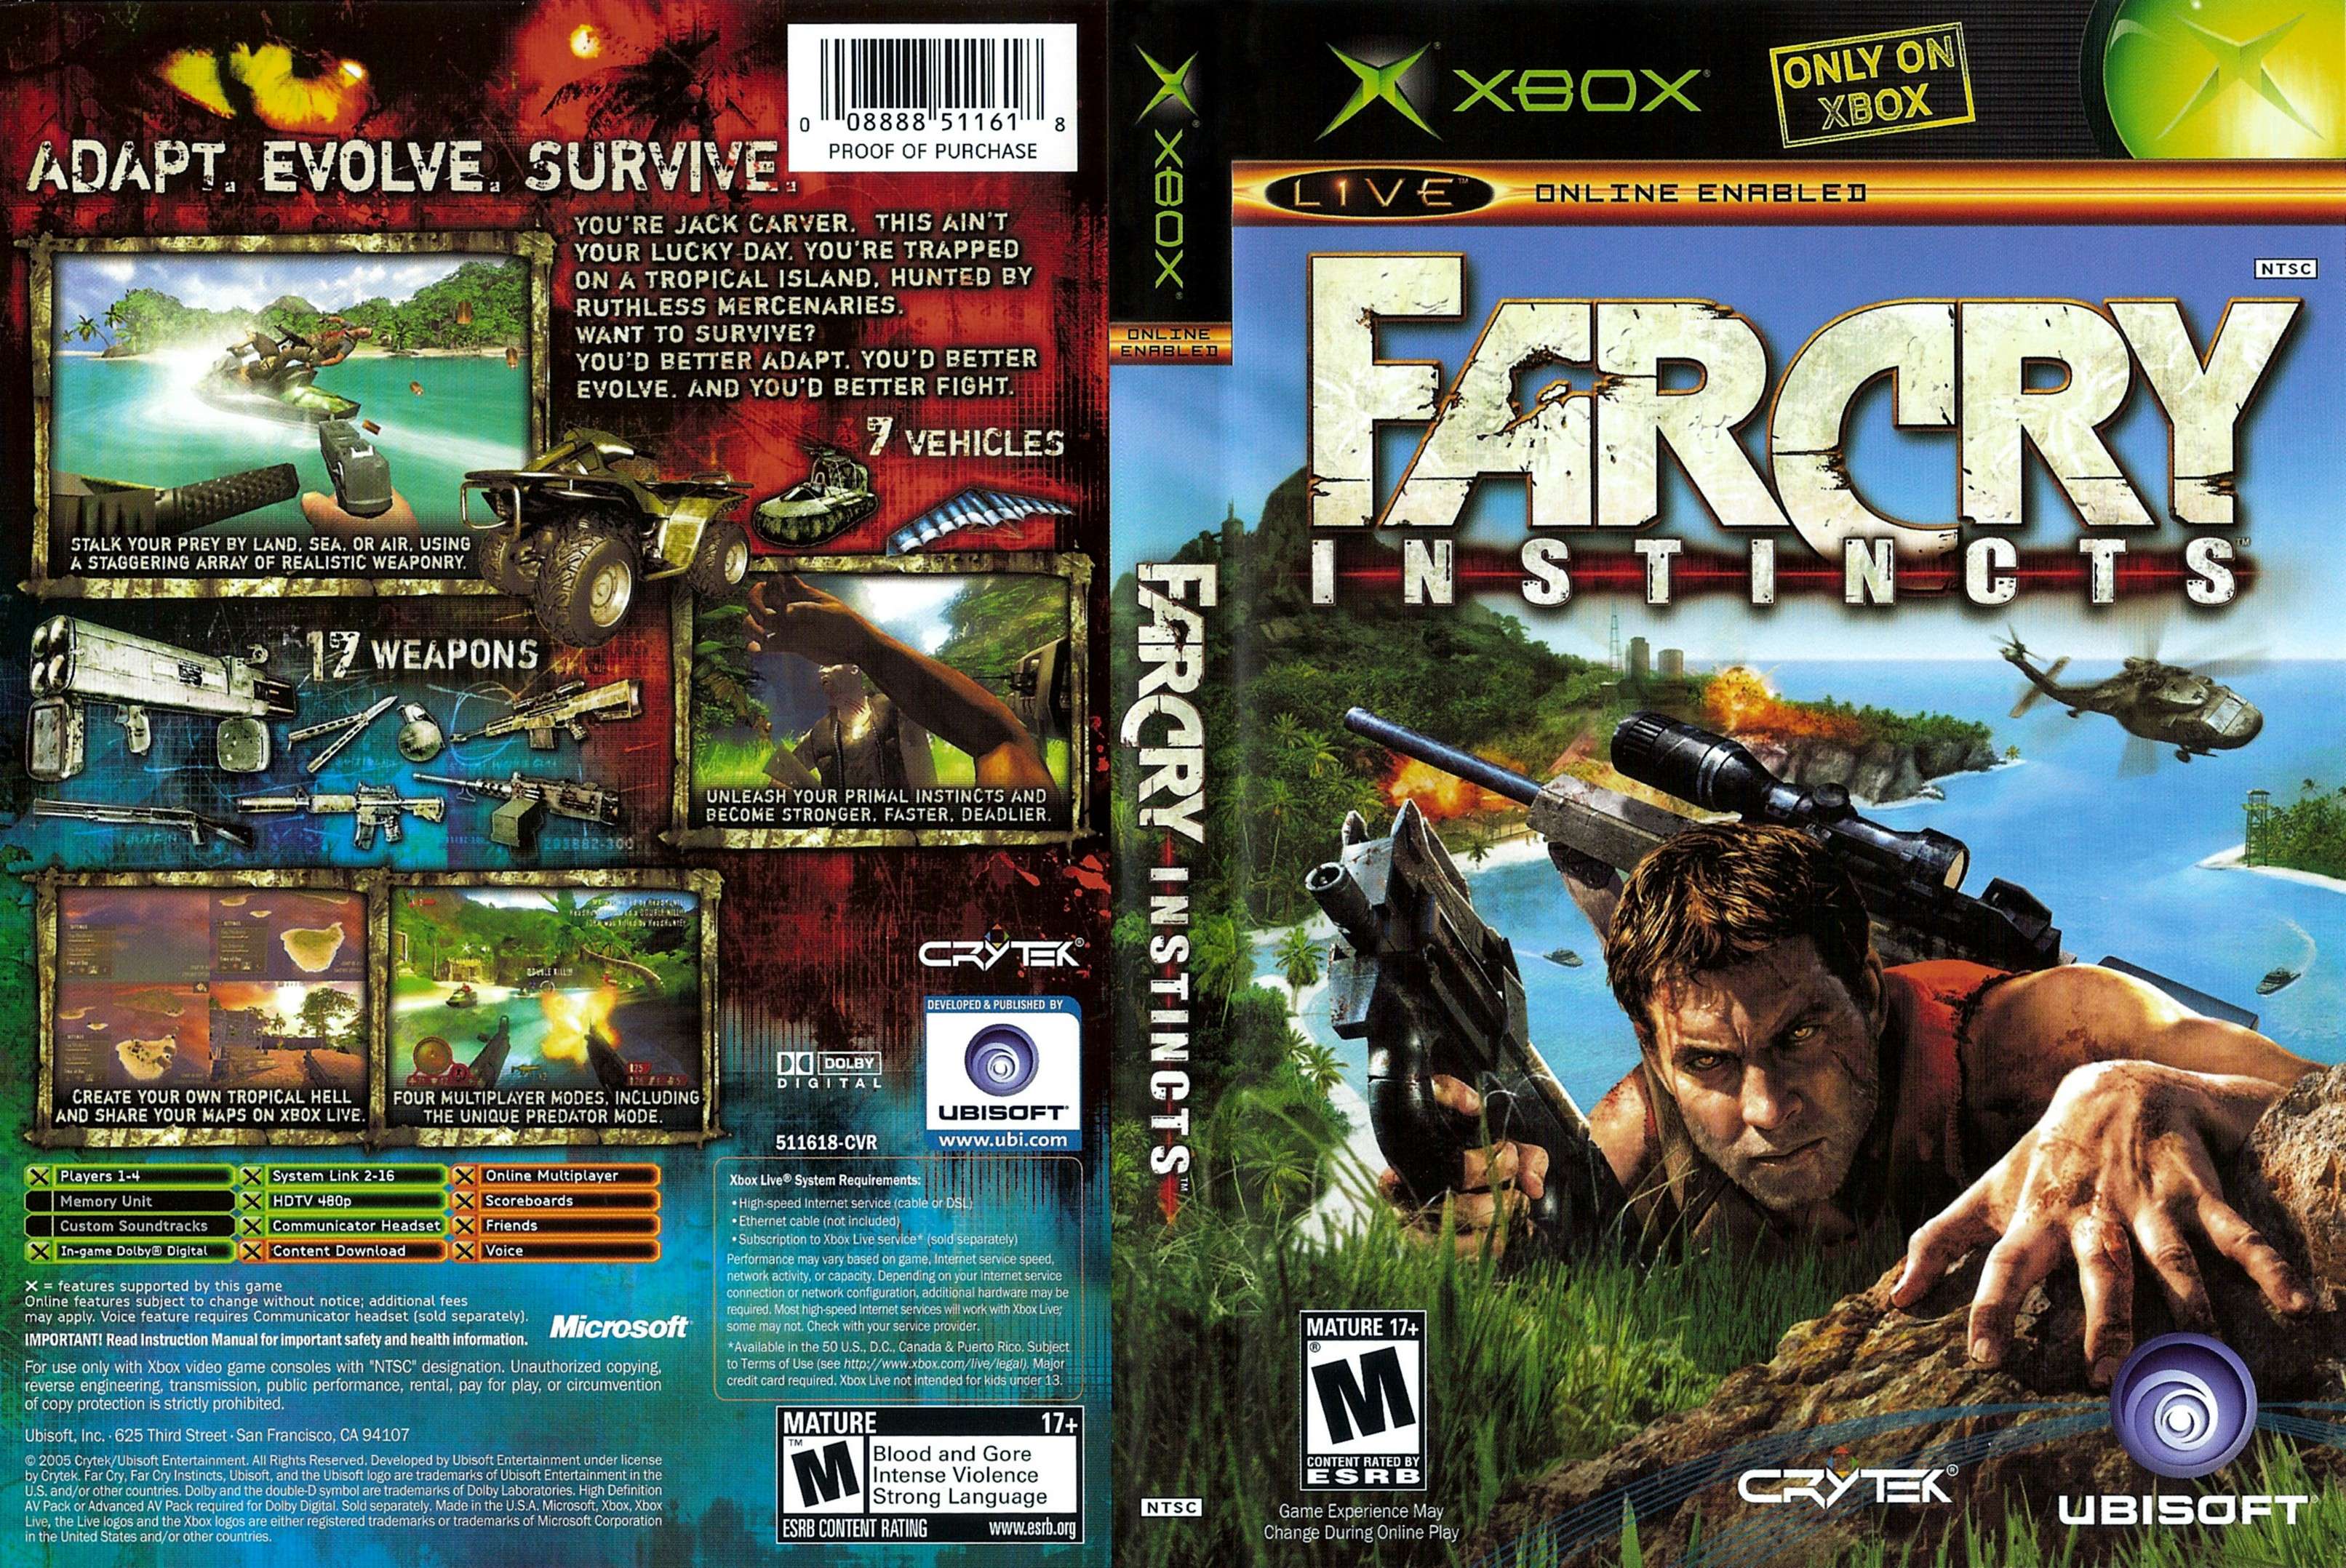 0 08888 51161 8
PROOF OF PURCHASE
ADAPT. EVOLVE. SURVIVE.
YOU'RE JACK CARVER. THIS AIN'T
YOUR LUCKY DAY. YOU'RE TRAPPED
ON A TROPICAL ISLAND, HUNTED BY
RUTHLESS MERCENARIES.
WANT TO SURVIVE?
YOU'D BETTER ADAPT. YOU'D BETTER
EVOLVE. AND YOU'D BETTER FIGHT.
7 VEHICLES
STALK YOUR PREY BY LAND, SEA, OR AIR, USING
A STAGGERING ARRAY OF REALISTIC WEAPONRY.
17 WEAPONS
UNLEASH YOUR PRIMAL INSTINCTS AND
BECOME STRONGER, FASTER, DEADLIER.
203882-300
DOUBLE KILL!!
CREATE YOUR OWN TROPICAL HELL
AND SHARE YOUR MAPS ON XBOX LIVE.
FOUR MULTIPLAYER MODES, INCLUDING
THE UNIQUE PREDATOR MODE.
CRYTEK®
DEVELOPED & PUBLISHED BY
UBISOFT®
www.ubi.com
DOLBY
DIGITAL
511618-CVR
X Players 1-4
Memory Unit
Custom Soundtracks
X In-game Dolby® Digital
X System Link 2-16
X HDTV 480p
X Communicator Headset
X Content Download
X Online Multiplayer
X Scoreboards
X Friends
X Voice
X = features supported by this game
Online features subject to change without notice; additional fees
may apply. Voice feature requires Communicator headset (sold separately).
IMPORTANT! Read Instruction Manual for important safety and health information.
Microsoft®
For use only with Xbox video game consoles with "NTSC" designation. Unauthorized copying,
reverse engineering, transmission, public performance, rental, pay for play, or circumvention
of copy protection is strictly prohibited.
Ubisoft, Inc. · 625 Third Street · San Francisco, CA 94107
© 2005 Crytek/Ubisoft Entertainment. All Rights Reserved. Developed by Ubisoft Entertainment under license
by Crytek. Far Cry, Far Cry Instincts, Ubisoft, and the Ubisoft logo are trademarks of Ubisoft Entertainment in the
U.S. and/or other countries. Dolby and the double-D symbol are trademarks of Dolby Laboratories. High Definition
AV Pack or Advanced AV Pack required for Dolby Digital. Sold separately. Made in the U.S.A. Microsoft, Xbox, Xbox
Live, the Live logos and the Xbox logos are either registered trademarks or trademarks of Microsoft Corporation
in the United States and/or other countries.
Xbox Live® System Requirements:
• High-speed Internet service (cable or DSL)
• Ethernet cable (not included)
• Subscription to Xbox Live service* (sold separately)
Performance may vary based on game, Internet service speed,
network activity, or capacity. Depending on your Internet service
connection or network configuration, additional hardware may be
required. Most high-speed Internet services will work with Xbox Live;
some may not. Check with your service provider.
*Available in the 50 U.S., D.C., Canada & Puerto Rico. Subject
to Terms of Use (see http://www.xbox.com/live/legal). Major
credit card required. Xbox Live not intended for kids under 13.
MATURE 17+
M
Blood and Gore
Intense Violence
Strong Language
ESRB CONTENT RATING www.esrb.org
XBOX®
ONLINE
ENABLED
FARCRY INSTINCTS™
NTSC
XBOX®
ONLY ON
XBOX
LIVE™ ONLINE ENABLED
NTSC
FARCRY
INSTINCTS™
MATURE 17+
M
CONTENT RATED BY
ESRB
Game Experience May
Change During Online Play
CRYTEK®
UBISOFT®